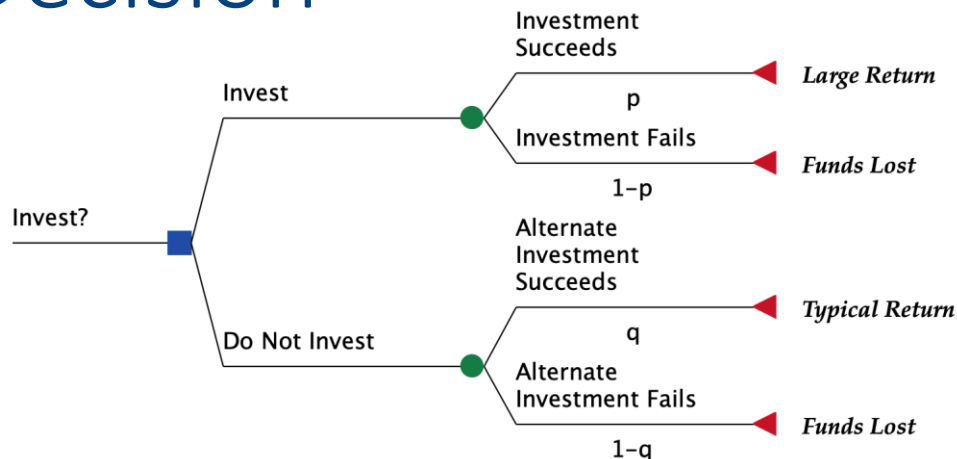 Decision
Investment
Succeeds
Large Return
Invest
p
Investment Fails
Funds Lost
1-p
Invest?
Alternate
Investment
Succeeds
Typical Return
q
Do Not Invest
Alternate
Investment Fails
Funds Lost
1-q